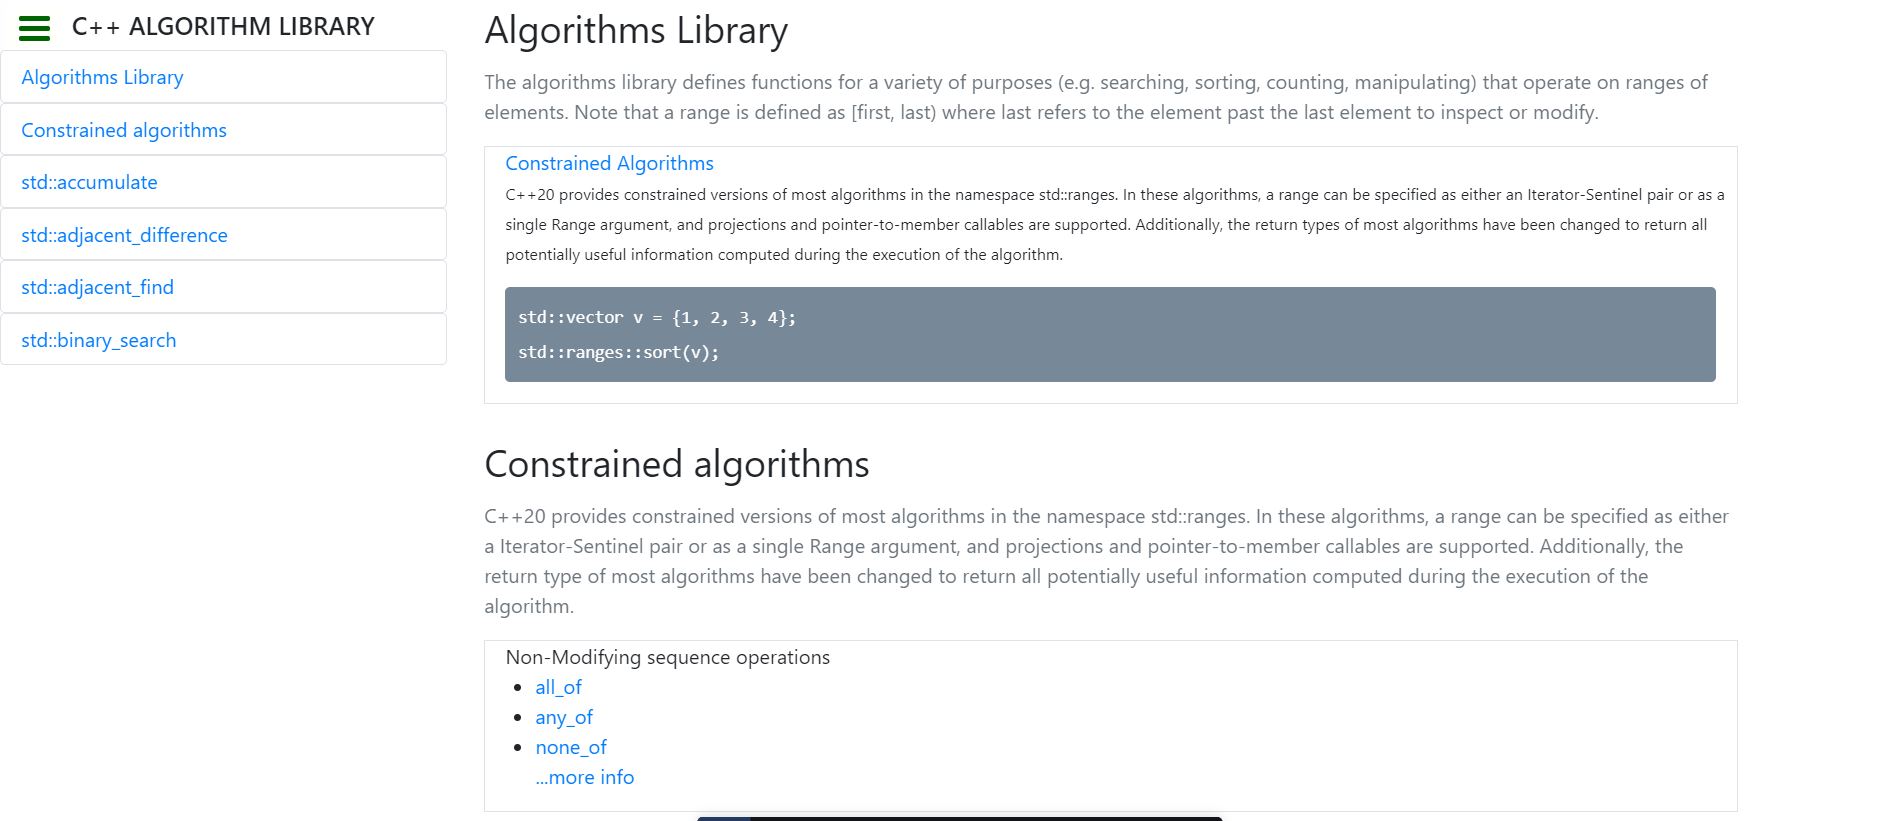 C++ ALGORITHM LIBRARY
Algorithms Library
Constrained algorithms
std::accumulate
std::adjacent_difference
std::adjacent_find
std::binary_search
Algorithms Library
The algorithms library defines functions for a variety of purposes (e.g. searching, sorting, counting, manipulating) that operate on ranges of
elements. Note that a range is defined as [first, last) where last refers to the element past the last element to inspect or modify.
Constrained Algorithms
C++20 provides constrained versions of most algorithms in the namespace std::ranges. In these algorithms, a range can be specified as either an Iterator-Sentinel pair or as a
single Range argument, and projections and pointer-to-member callables are supported. Additionally, the return types of most algorithms have been changed to return all
potentially useful information computed during the execution of the algorithm.
std::vector v = {1, 2, 3, 4};
std::ranges::sort(v);
Constrained algorithms
C++20 provides constrained versions of most algorithms in the namespace std::ranges. In these algorithms, a range can be specified as either
a Iterator-Sentinel pair or as a single Range argument, and projections and pointer-to-member callables are supported. Additionally, the
return type of most algorithms have been changed to return all potentially useful information computed during the execution of the
algorithm.
Non-Modifying sequence operations
all_of
any_of
none_of
...more info